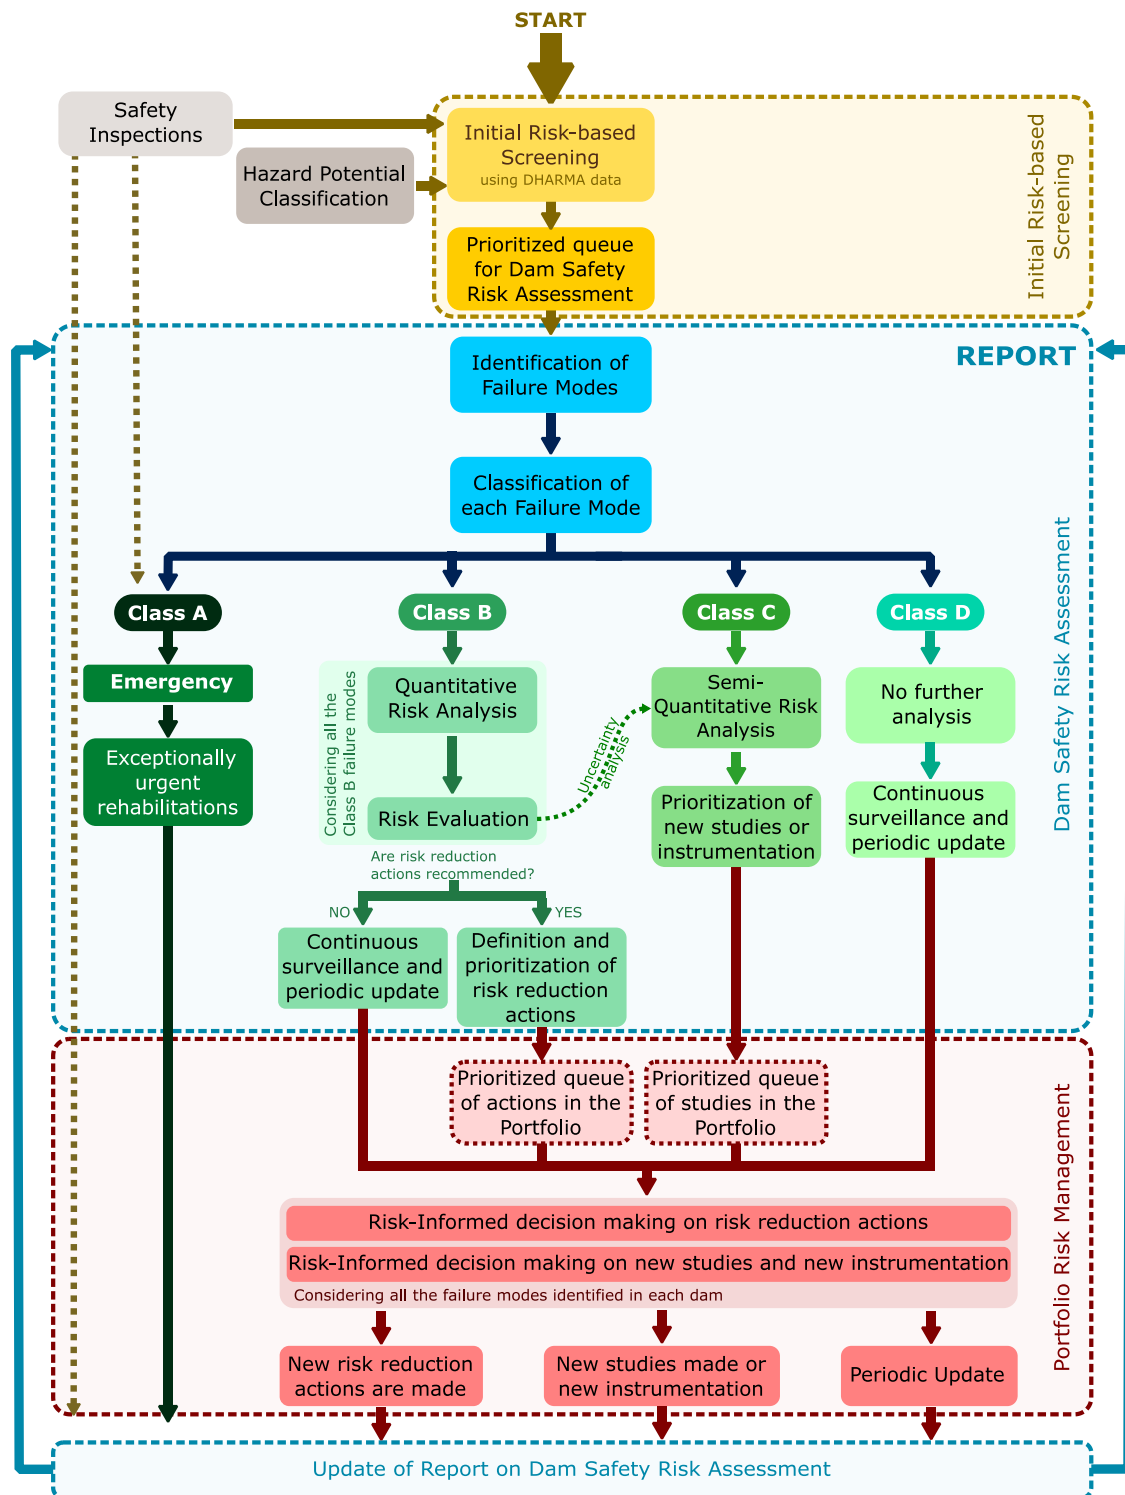 START
Safety
Inspections
Hazard Potential
Classification
Initial Risk-based
Screening
using DHARMA data
Prioritized queue
for Dam Safety
Risk Assessment
Initial Risk-based
Screening
REPORT
Identification of
Failure Modes
Classification of
each Failure Mode
Dam Safety Risk Assessment
Class A
Class B
Class C
Class D
Emergency
Exceptionally
urgent
rehabilitations
Considering all the
Class B failure modes
Quantitative
Risk Analysis
Risk Evaluation
Uncertainty
analysis
Semi-
Quantitative Risk
Analysis
Prioritization of
new studies or
instrumentation
No further
analysis
Continuous
surveillance and
periodic update
Are risk reduction
actions recommended?
NO
YES
Continuous
surveillance and
periodic update
Definition and
prioritization of
risk reduction
actions
Prioritized queue
of actions in the
Portfolio
Prioritized queue
of studies in the
Portfolio
Portfolio Risk Management
Risk-Informed decision making on risk reduction actions
Risk-Informed decision making on new studies and new instrumentation
Considering all the failure modes identified in each dam
New risk reduction
actions are made
New studies made or
new instrumentation
Periodic Update
Update of Report on Dam Safety Risk Assessment